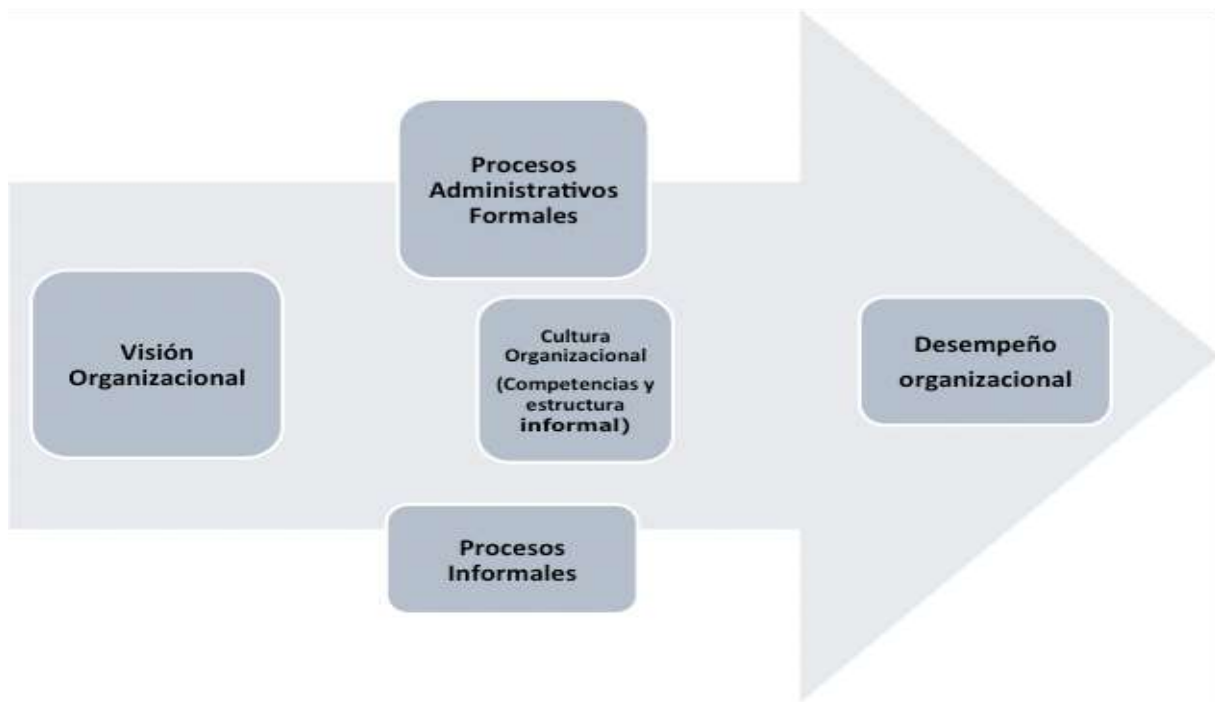 Procesos
Administrativos
Formales
Visión
Organizacional
Cultura
Organizacional
(Competencias y
estructura
informal)
Desempeño
organizacional
Procesos
Informales